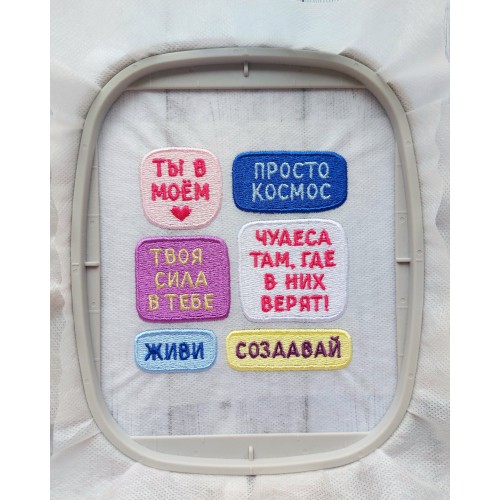 ТЫ В
МОЁМ
ПРОСТО
КОСМОС
ТВОЯ
СИЛА
В ТЕБЕ
ЧУДЕСА
ТАМ, ГДЕ
В НИХ
ВЕРЯТ!
ЖИВИ
СОЗДАВАЙ